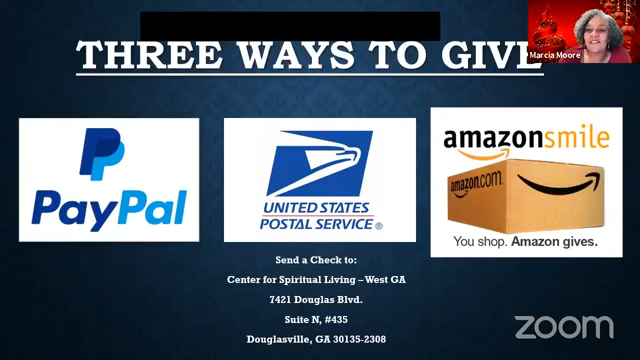 THREE WAYS TO GIVE
Marcia Moore
PayPal
UNITED STATES
POSTAL SERVICE®
amazonsmile
amazon.com
You shop. Amazon gives.
Send a Check to:
Center for Spiritual Living – West GA
7421 Douglas Blvd.
Suite N, #435
Douglasville, GA 30135-2308
zoom